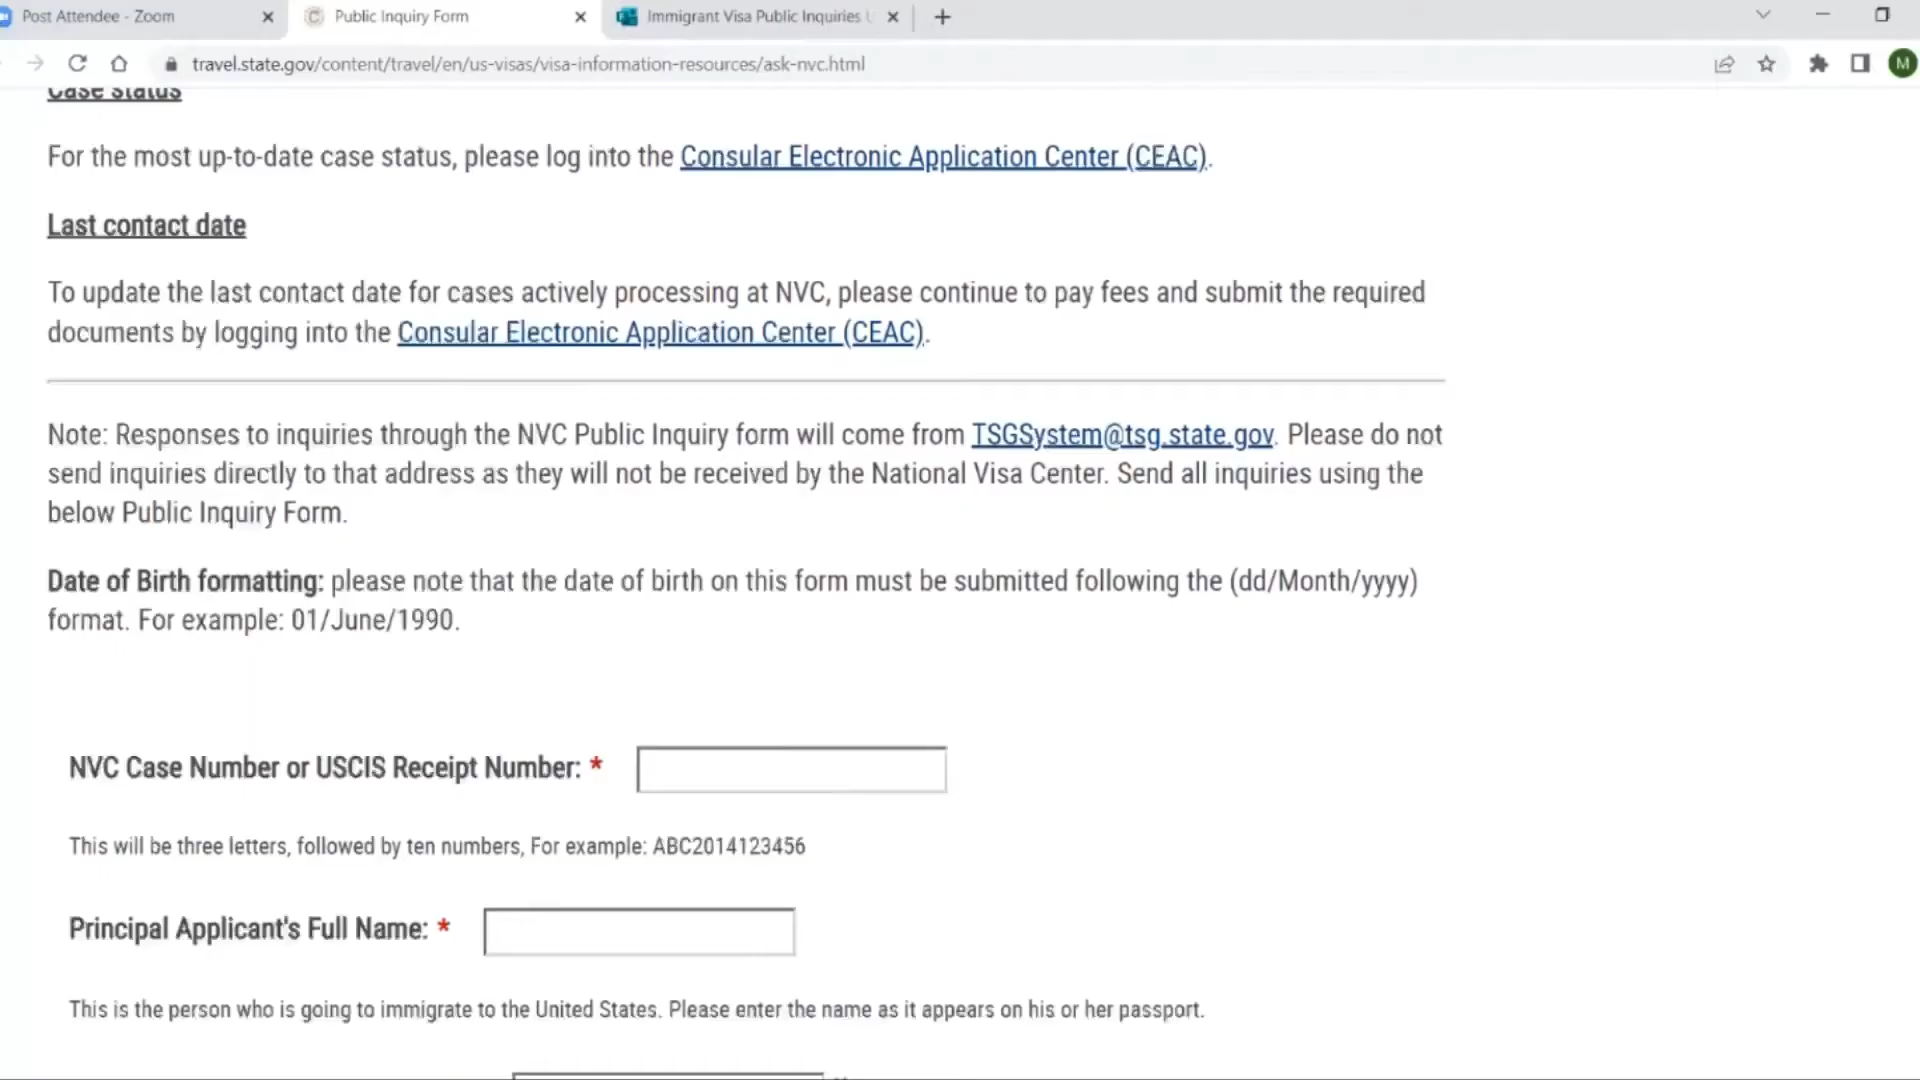 Post Attendee - Zoom
Public Inquiry Form
Immigrant Visa Public Inquiries
travel.state.gov/content/travel/en/us-visas/visa-information-resources/ask-nvc.html
M
Case status
For the most up-to-date case status, please log into the Consular Electronic Application Center (CEAC).
Last contact date
To update the last contact date for cases actively processing at NVC, please continue to pay fees and submit the required
documents by logging into the Consular Electronic Application Center (CEAC).
Note: Responses to inquiries through the NVC Public Inquiry form will come from TSGSystem@tsg.state.gov. Please do not
send inquiries directly to that address as they will not be received by the National Visa Center. Send all inquiries using the
below Public Inquiry Form.
Date of Birth formatting: please note that the date of birth on this form must be submitted following the (dd/Month/yyyy)
format. For example: 01/June/1990.
NVC Case Number or USCIS Receipt Number: *
This will be three letters, followed by ten numbers, For example: ABC2014123456
Principal Applicant's Full Name: *
This is the person who is going to immigrate to the United States. Please enter the name as it appears on his or her passport.